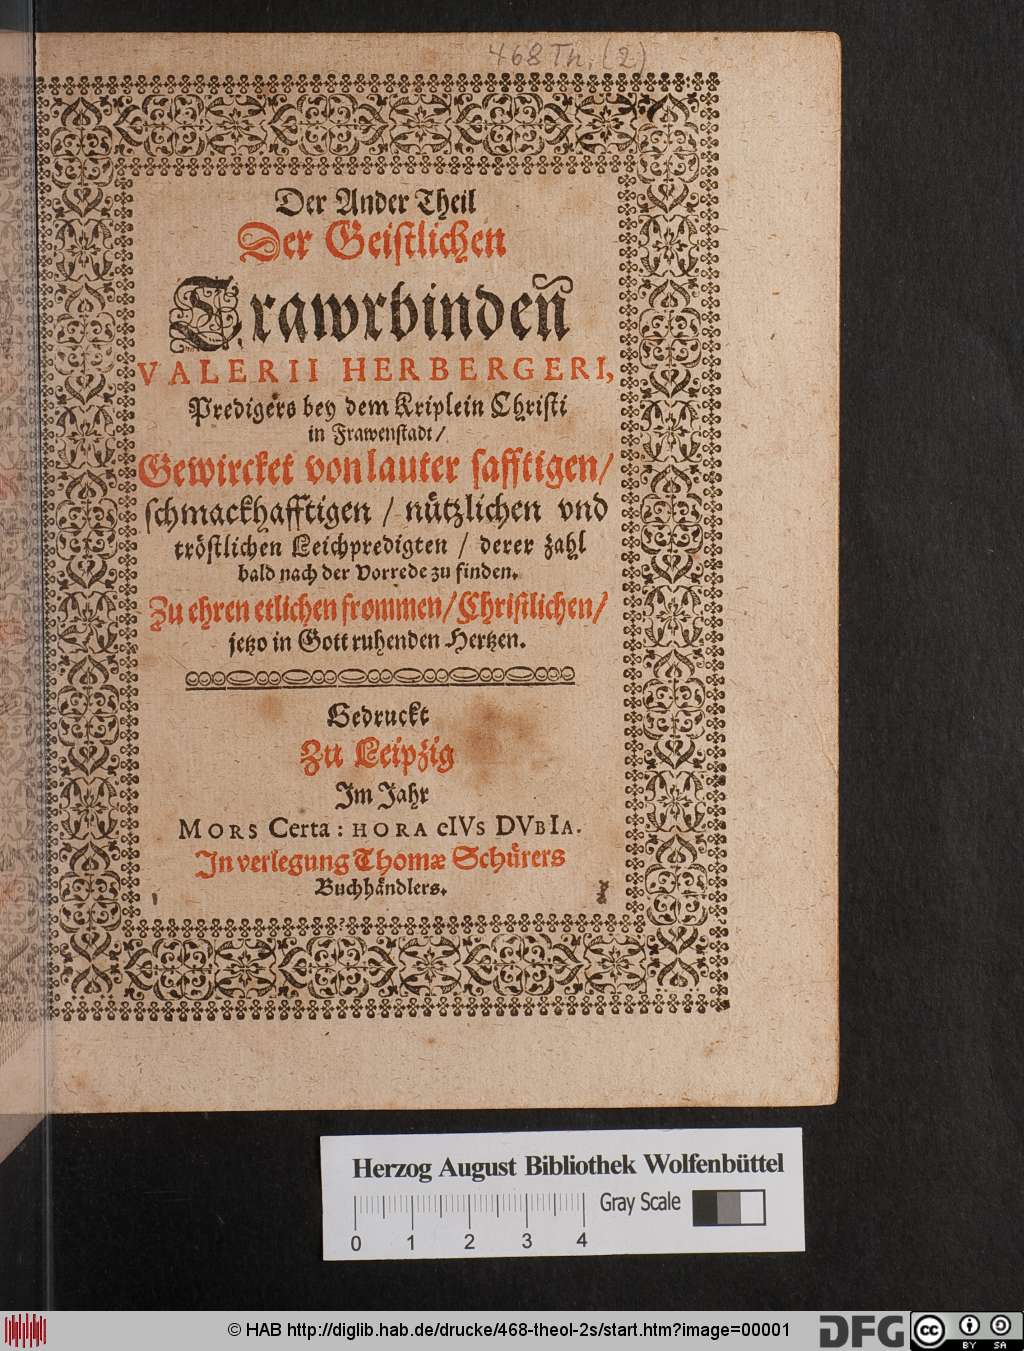 468 Th. (2)
Der Ander Theil
Der Geistlichen
Trawrbindeñ
VALERII HERBERGERI,
Predigers bey dem Kriplein Christi
in Frawenstadt /
Gewircket von lauter safftigen /
schmackhafftigen / nützlichen vnd
tröstlichen Leichpredigten / derer zahl
bald nach der Vorrede zu finden.
Zu ehren etlichen frommen / Christlichen /
jetzo in Gott ruhenden Hertzen.
Gedruckt
Zu Leipzig
Im Jahr
MORS Certa : HORA eIVs DVbIA.
In verlegung Thomæ Schürers
Buchhändlers.
Herzog August Bibliothek Wolfenbüttel
Gray Scale
0 1 2 3 4
© HAB http://diglib.hab.de/drucke/468-theol-2s/start.htm?image=00001
DFG
cc BY SA